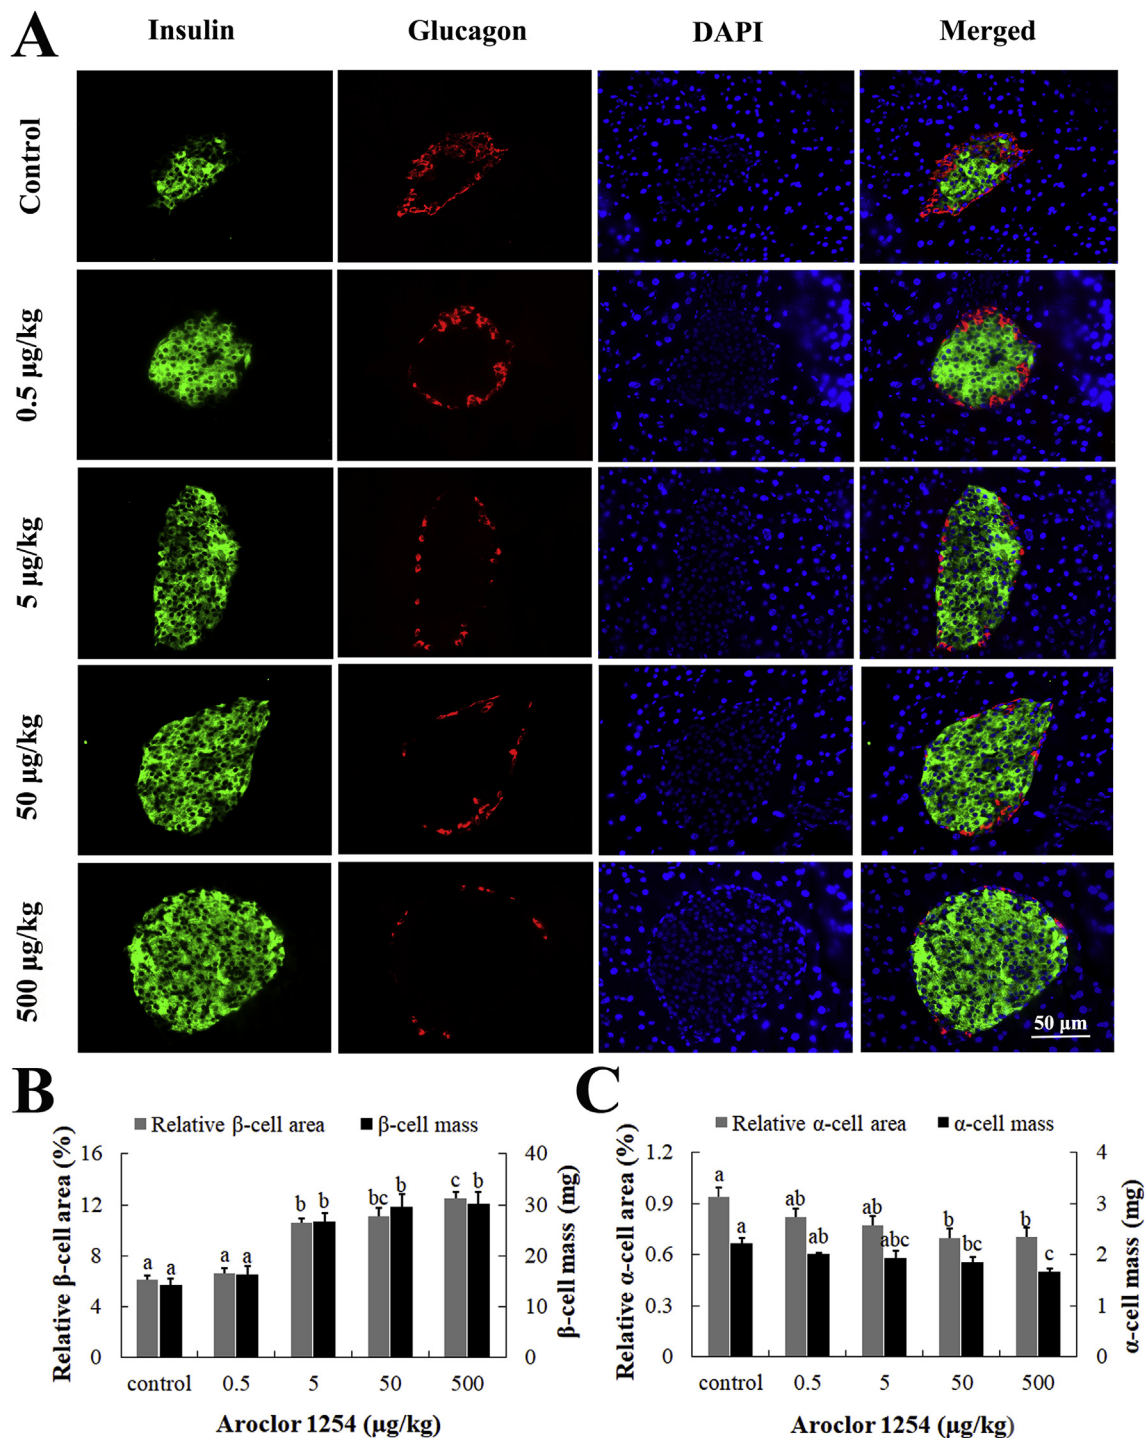 A
Insulin Glucagon DAPI Merged
Control
0.5 µg/kg
5 µg/kg
50 µg/kg
500 µg/kg
50 µm
B
Relative β-cell area β-cell mass
Relative β-cell area (%)
16
12
8
4
0
a a a a b b bc b c b
40
30
20
10
0
β-cell mass (mg)
control 0.5 5 50 500
Aroclor 1254 (µg/kg)
C
Relative α-cell area α-cell mass
Relative α-cell area (%)
1.2
0.9
0.6
0.3
0
a a ab ab ab abc b bc b c
4
3
2
1
0
α-cell mass (mg)
control 0.5 5 50 500
Aroclor 1254 (µg/kg)